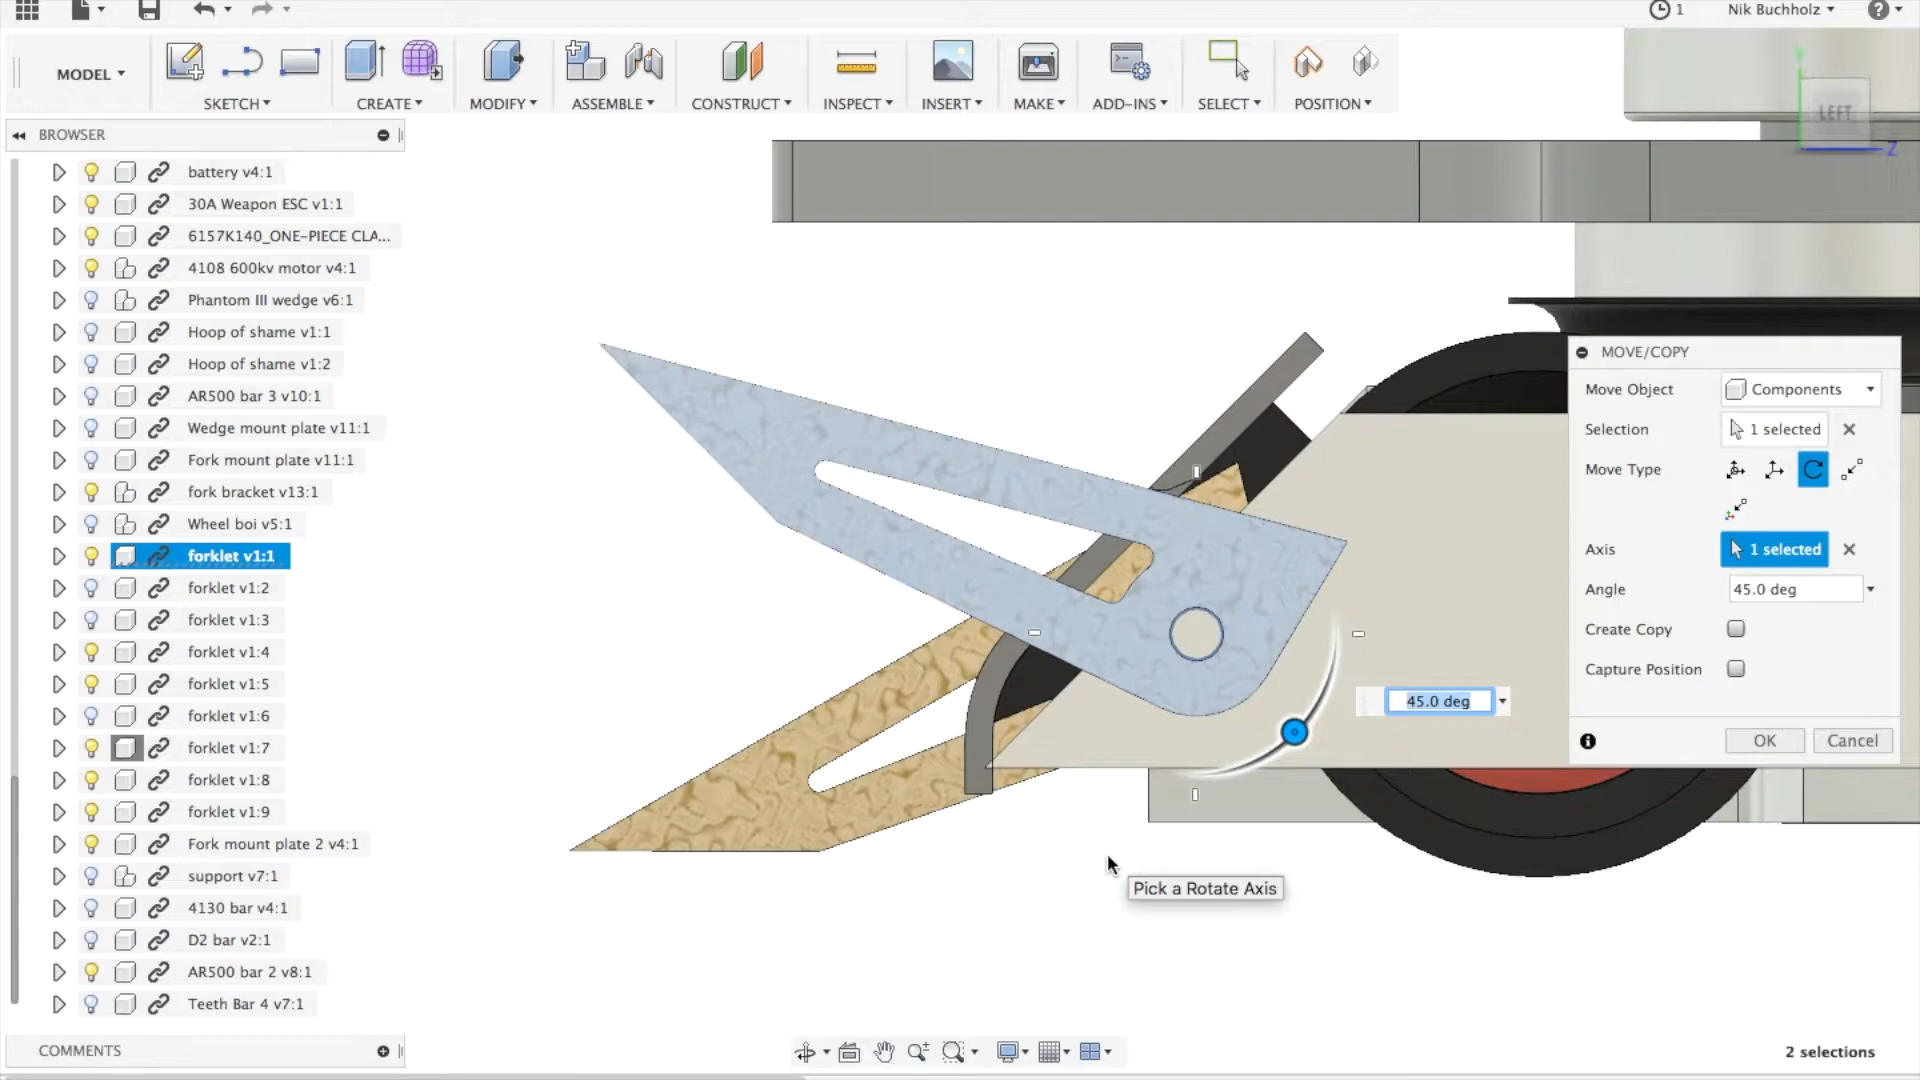 1
Nik Buchholz
MODEL
SKETCH
CREATE
MODIFY
ASSEMBLE
CONSTRUCT
INSPECT
INSERT
MAKE
ADD-INS
SELECT
POSITION
LEFT
Z
BROWSER
battery v4:1
30A Weapon ESC v1:1
6157K140_ONE-PIECE CLA...
4108 600kv motor v4:1
Phantom III wedge v6:1
Hoop of shame v1:1
Hoop of shame v1:2
AR500 bar 3 v10:1
Wedge mount plate v11:1
Fork mount plate v11:1
fork bracket v13:1
Wheel boi v5:1
forklet v1:1
forklet v1:2
forklet v1:3
forklet v1:4
forklet v1:5
forklet v1:6
forklet v1:7
forklet v1:8
forklet v1:9
Fork mount plate 2 v4:1
support v7:1
4130 bar v4:1
D2 bar v2:1
AR500 bar 2 v8:1
Teeth Bar 4 v7:1
MOVE/COPY
Move Object Components
Selection 1 selected
Move Type
Axis 1 selected
Angle 45.0 deg
Create Copy
Capture Position
OK Cancel
45.0 deg
Pick a Rotate Axis
COMMENTS
2 selections